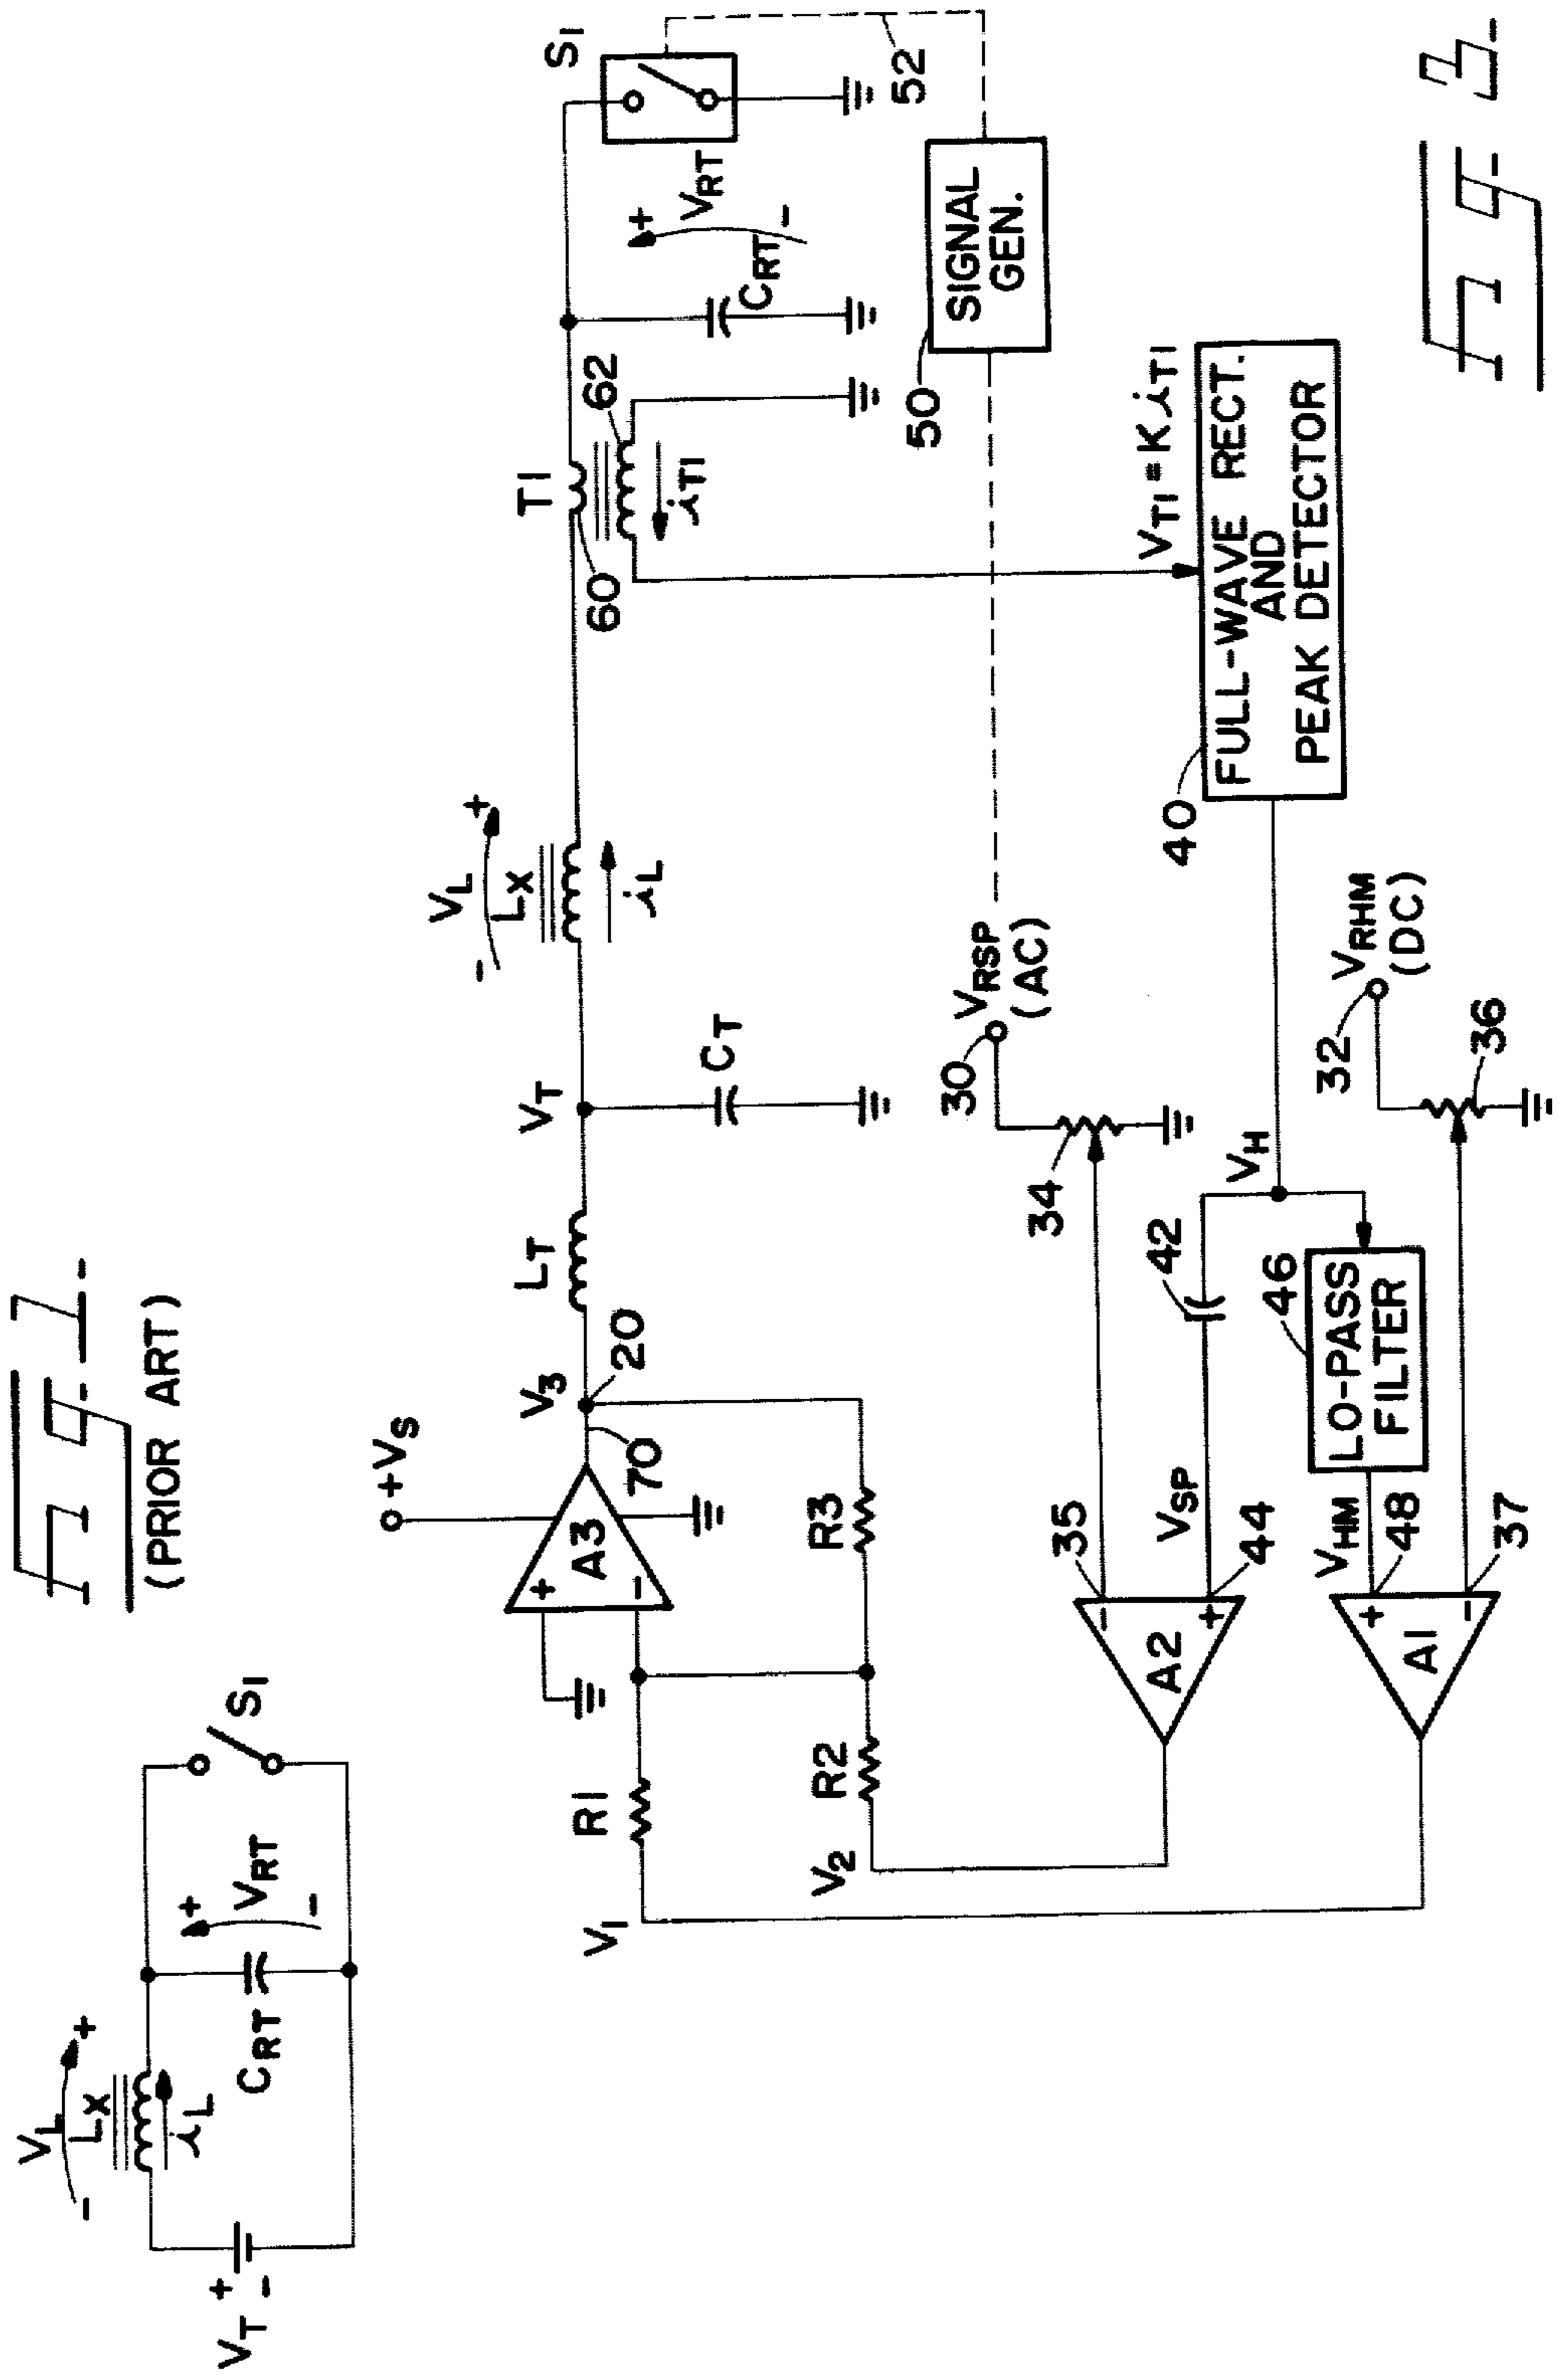 Fig. 1.
(PRIOR ART)
VL
- +
LX
iL
VT
+
-
CRT
+
VRT
-
S1
Fig. 2.
+VS
A3
+
-
70
V3
20
LT
VT
CT
VL
- +
LX
iL
T1
60
62
iT1
CRT
+
VRT
-
S1
52
SIGNAL
GEN.
50
R1
R2
R3
V1
V2
VRSP
(AC)
30
34
35
A2
-
+
VSP
44
42
VH
VT1 = K iT1
FULL-WAVE RECT.
AND
PEAK DETECTOR
40
LO-PASS
FILTER
46
VHM
48
A1
+
-
37
VRHM
(DC)
32
36